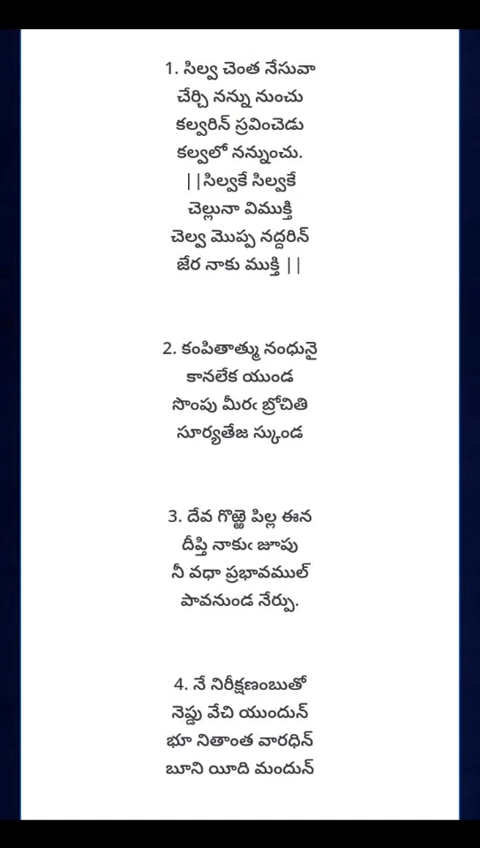 1. సిల్వ చెంత నేసువా
చేర్చి నన్ను నుంచు
కల్వరిన్ స్రవించెడు
కల్వలో నన్నుంచు.
||సిల్వకే సిల్వకే
చెల్లునా విముక్తి
చెల్వ మొప్ప నద్దరిన్
జేర నాకు ముక్తి ||
2. కంపితాత్ము నంధునై
కానలేక యుండ
సొంపు మీరఁ బ్రోచితి
సూర్యతేజ స్కుండ
3. దేవ గొఱ్ఱె పిల్ల ఈన
దీప్తి నాకుఁ జూపు
నీ వధా ప్రభావముల్
పావనుండ నేర్పు.
4. నే నిరీక్షణంబుతో
నెప్డు వేచి యుందున్
భూ నితాంత వారధిన్
బూని యీది మందున్